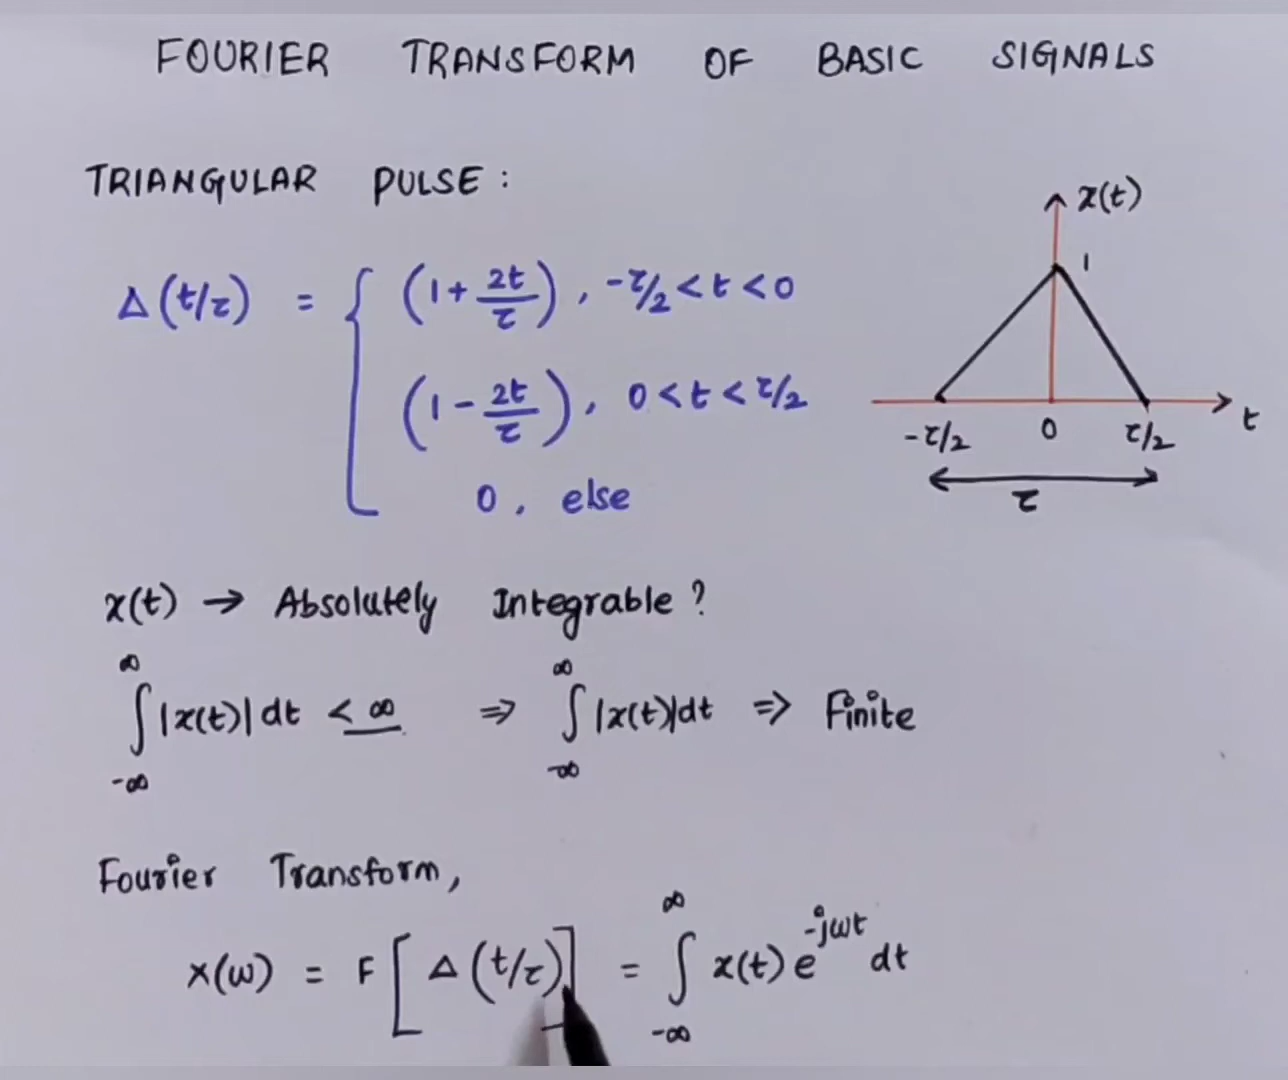 FOURIER TRANSFORM OF BASIC SIGNALS
TRIANGULAR PULSE:
Δ(t/τ) = { (1 + 2t/τ), -τ/2 < t < 0
(1 - 2t/τ), 0 < t < τ/2
0, else
x(t)
1
-τ/2 0 τ/2 t
τ
x(t) → Absolutely Integrable?
∫_{-∞}^{∞} |x(t)| dt < ∞ ⇒ ∫_{-∞}^{∞} |x(t)| dt ⇒ Finite
Fourier Transform,
X(ω) = F[Δ(t/τ)] = ∫_{-∞}^{∞} x(t) e^{-jωt} dt